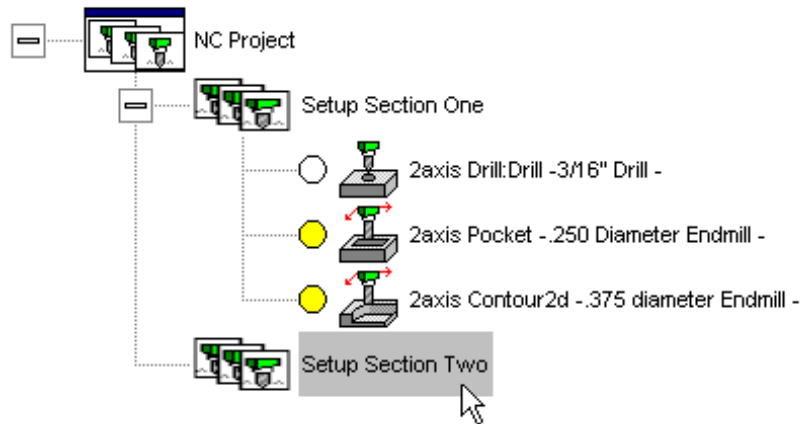 NC Project
Setup Section One
2axis Drill:Drill -3/16" Drill -
2axis Pocket -.250 Diameter Endmill -
2axis Contour2d -.375 diameter Endmill -
Setup Section Two